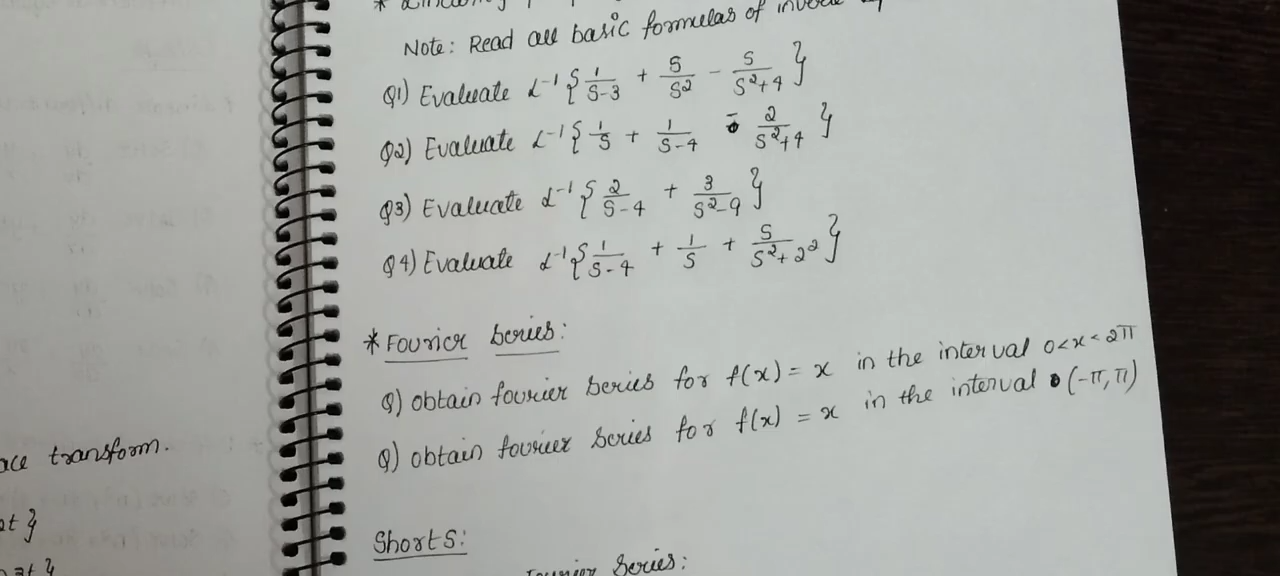 Note: Read all basic formulas of
Q1) Evaluate L⁻¹{ 1/(S-3) + 5/S² - S/(S²+4) }
Q2) Evaluate L⁻¹{ 1/S + 1/(S-4) - 2/(S²+4) }
Q3) Evaluate L⁻¹{ 2/(S-4) + 3/(S²-9) }
Q4) Evaluate L⁻¹{ 1/(S-4) + 1/S + S/(S²+2²) }
* Fourier Series:
Q) obtain fourier series for f(x) = x in the interval 0<x<2π
Q) obtain fourier series for f(x) = x in the interval (-π, π)
Shorts:
Series:
ace transform.
at }
at }